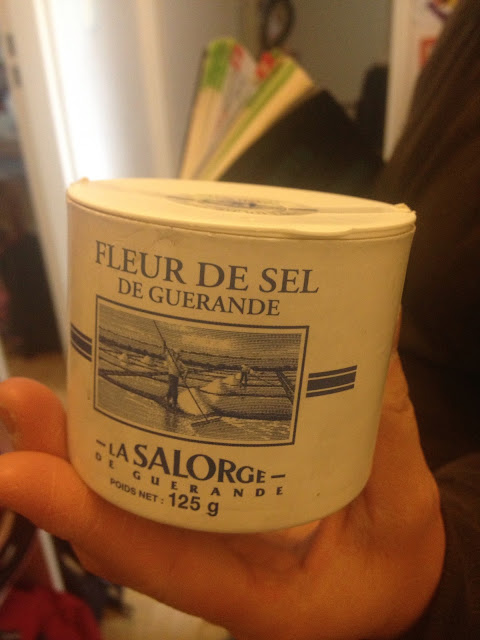 FLEUR DE SEL
DE GUERANDE
-LA SALORGE-
DE GUERANDE
POIDS NET : 125 g